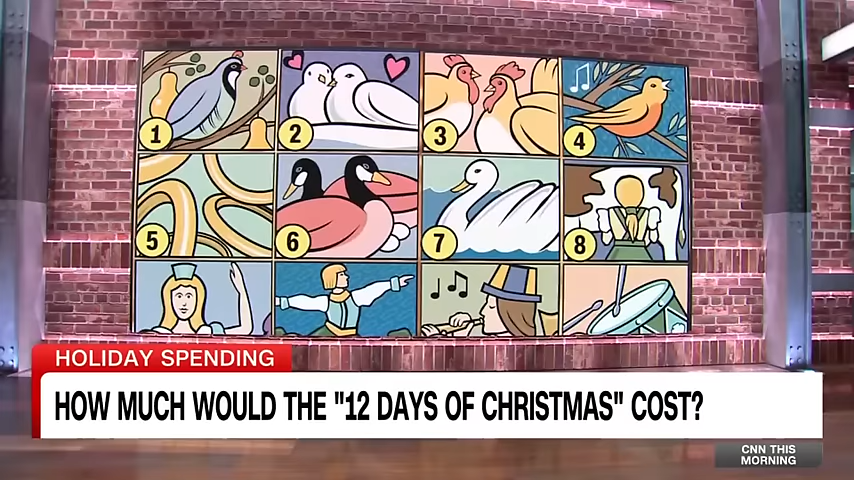 1
2
3
4
5
6
7
8
HOLIDAY SPENDING
HOW MUCH WOULD THE "12 DAYS OF CHRISTMAS" COST?
CNN THIS
MORNING